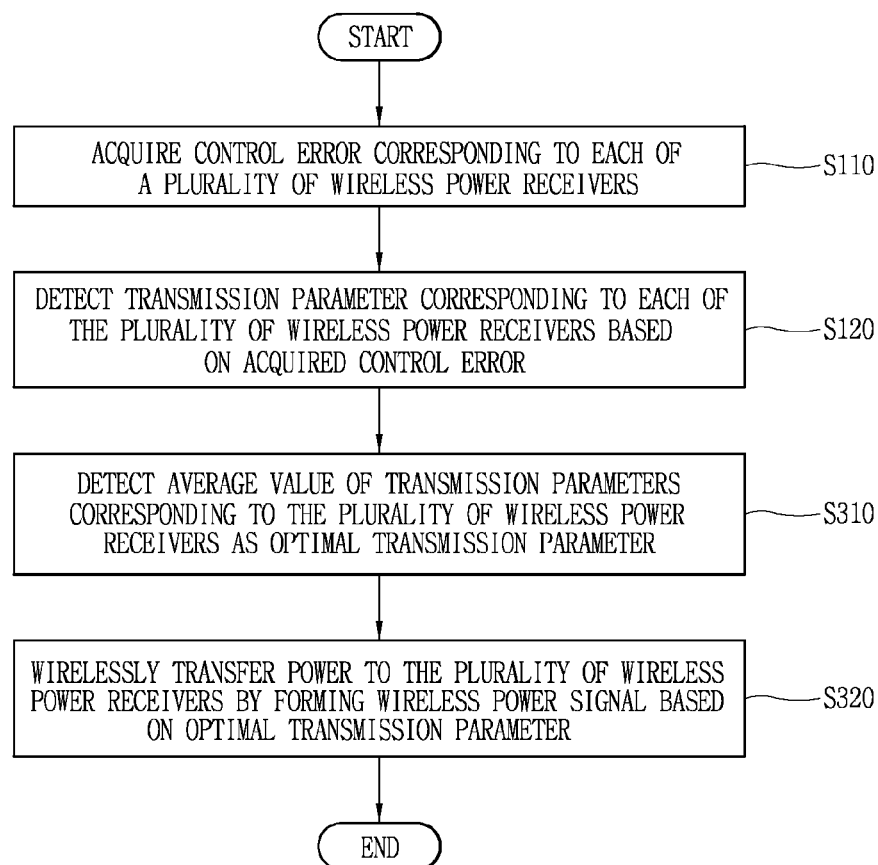 START
ACQUIRE CONTROL ERROR CORRESPONDING TO EACH OF
A PLURALITY OF WIRELESS POWER RECEIVERS
S110
DETECT TRANSMISSION PARAMETER CORRESPONDING TO EACH OF
THE PLURALITY OF WIRELESS POWER RECEIVERS BASED
ON ACQUIRED CONTROL ERROR
S120
DETECT AVERAGE VALUE OF TRANSMISSION PARAMETERS
CORRESPONDING TO THE PLURALITY OF WIRELESS POWER
RECEIVERS AS OPTIMAL TRANSMISSION PARAMETER
S310
WIRELESSLY TRANSFER POWER TO THE PLURALITY OF WIRELESS
POWER RECEIVERS BY FORMING WIRELESS POWER SIGNAL BASED
ON OPTIMAL TRANSMISSION PARAMETER
S320
END